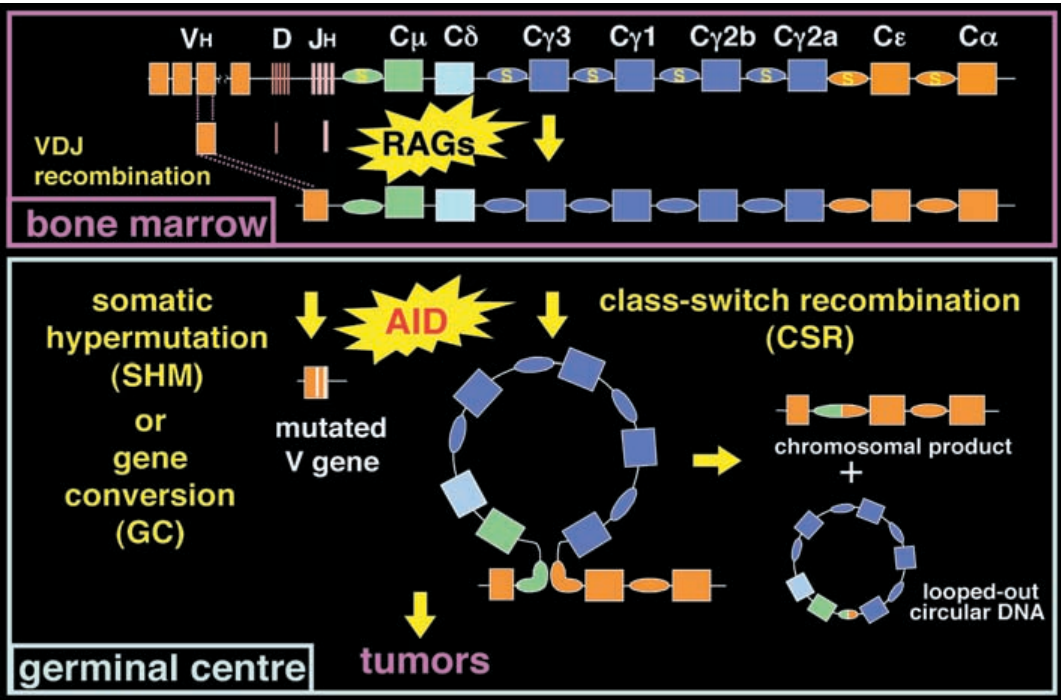 VH D JH Cμ Cδ Cγ3 Cγ1 Cγ2b Cγ2a Cε Cα
S S S S S S S
VDJ
recombination
RAGs
bone marrow
somatic
hypermutation
(SHM)
or
gene
conversion
(GC)
AID
mutated
V gene
class-switch recombination
(CSR)
chromosomal product
+
looped-out
circular DNA
tumors
germinal centre